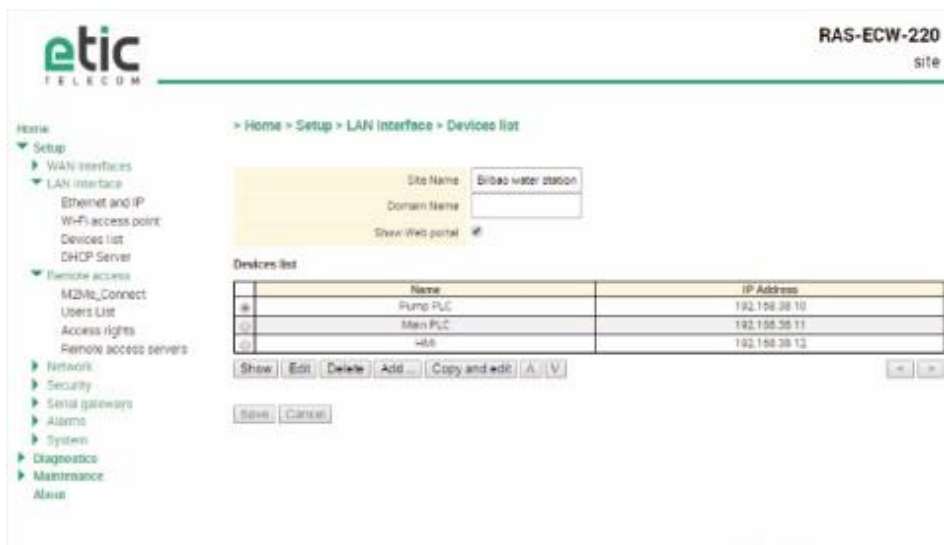 etic
TELECOM
RAS-ECW-220
site
Home
Setup
WAN Interfaces
LAN Interface
Ethernet and IP
Wi-Fi access point
Devices list
DHCP Server
Remote access
M2Me_Connect
Users List
Access rights
Remote access servers
Network
Security
Serial gateways
Alarms
System
Diagnostics
Maintenance
About
> Home > Setup > LAN Interface > Devices list
Site Name Bilbao water station
Domain Name
Show Web portal
Devices list
Name IP Address
Pump PLC 192.168.38.10
Main PLC 192.168.38.11
HMI 192.168.38.12
Show Edit Delete Add ... Copy and edit Λ V < >
Save Cancel